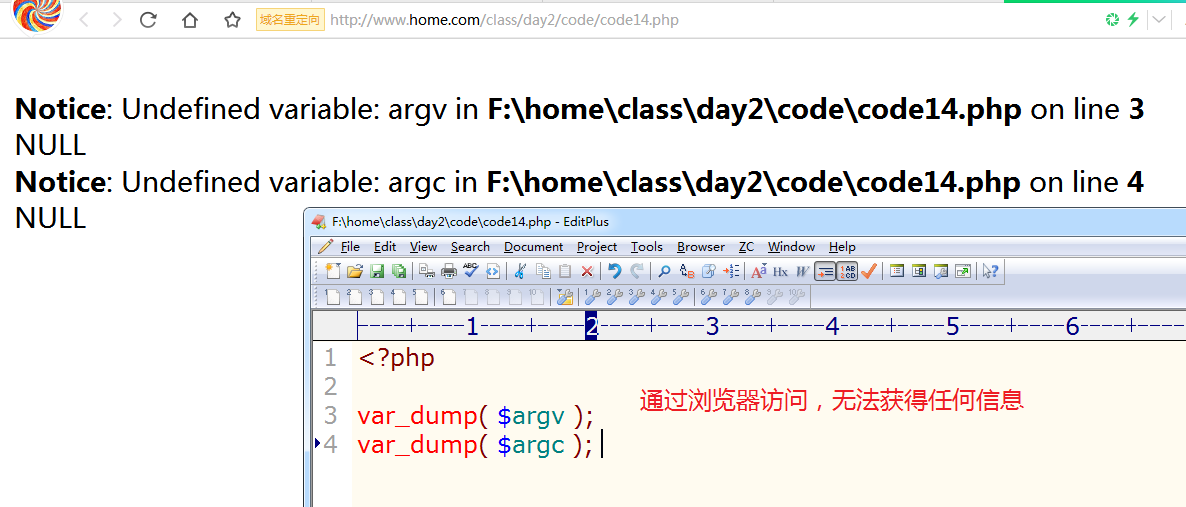 域名重定向 http://www.home.com/class/day2/code/code14.php
Notice: Undefined variable: argv in F:\home\class\day2\code\code14.php on line 3
NULL
Notice: Undefined variable: argc in F:\home\class\day2\code\code14.php on line 4
NULL
F:\home\class\day2\code\code14.php - EditPlus
File Edit View Search Document Project Tools Browser ZC Window Help
----+----1----+----2----+----3----+----4----+----5----+----6----+---
1 <?php
2
通过浏览器访问，无法获得任何信息
3 var_dump( $argv );
4 var_dump( $argc );